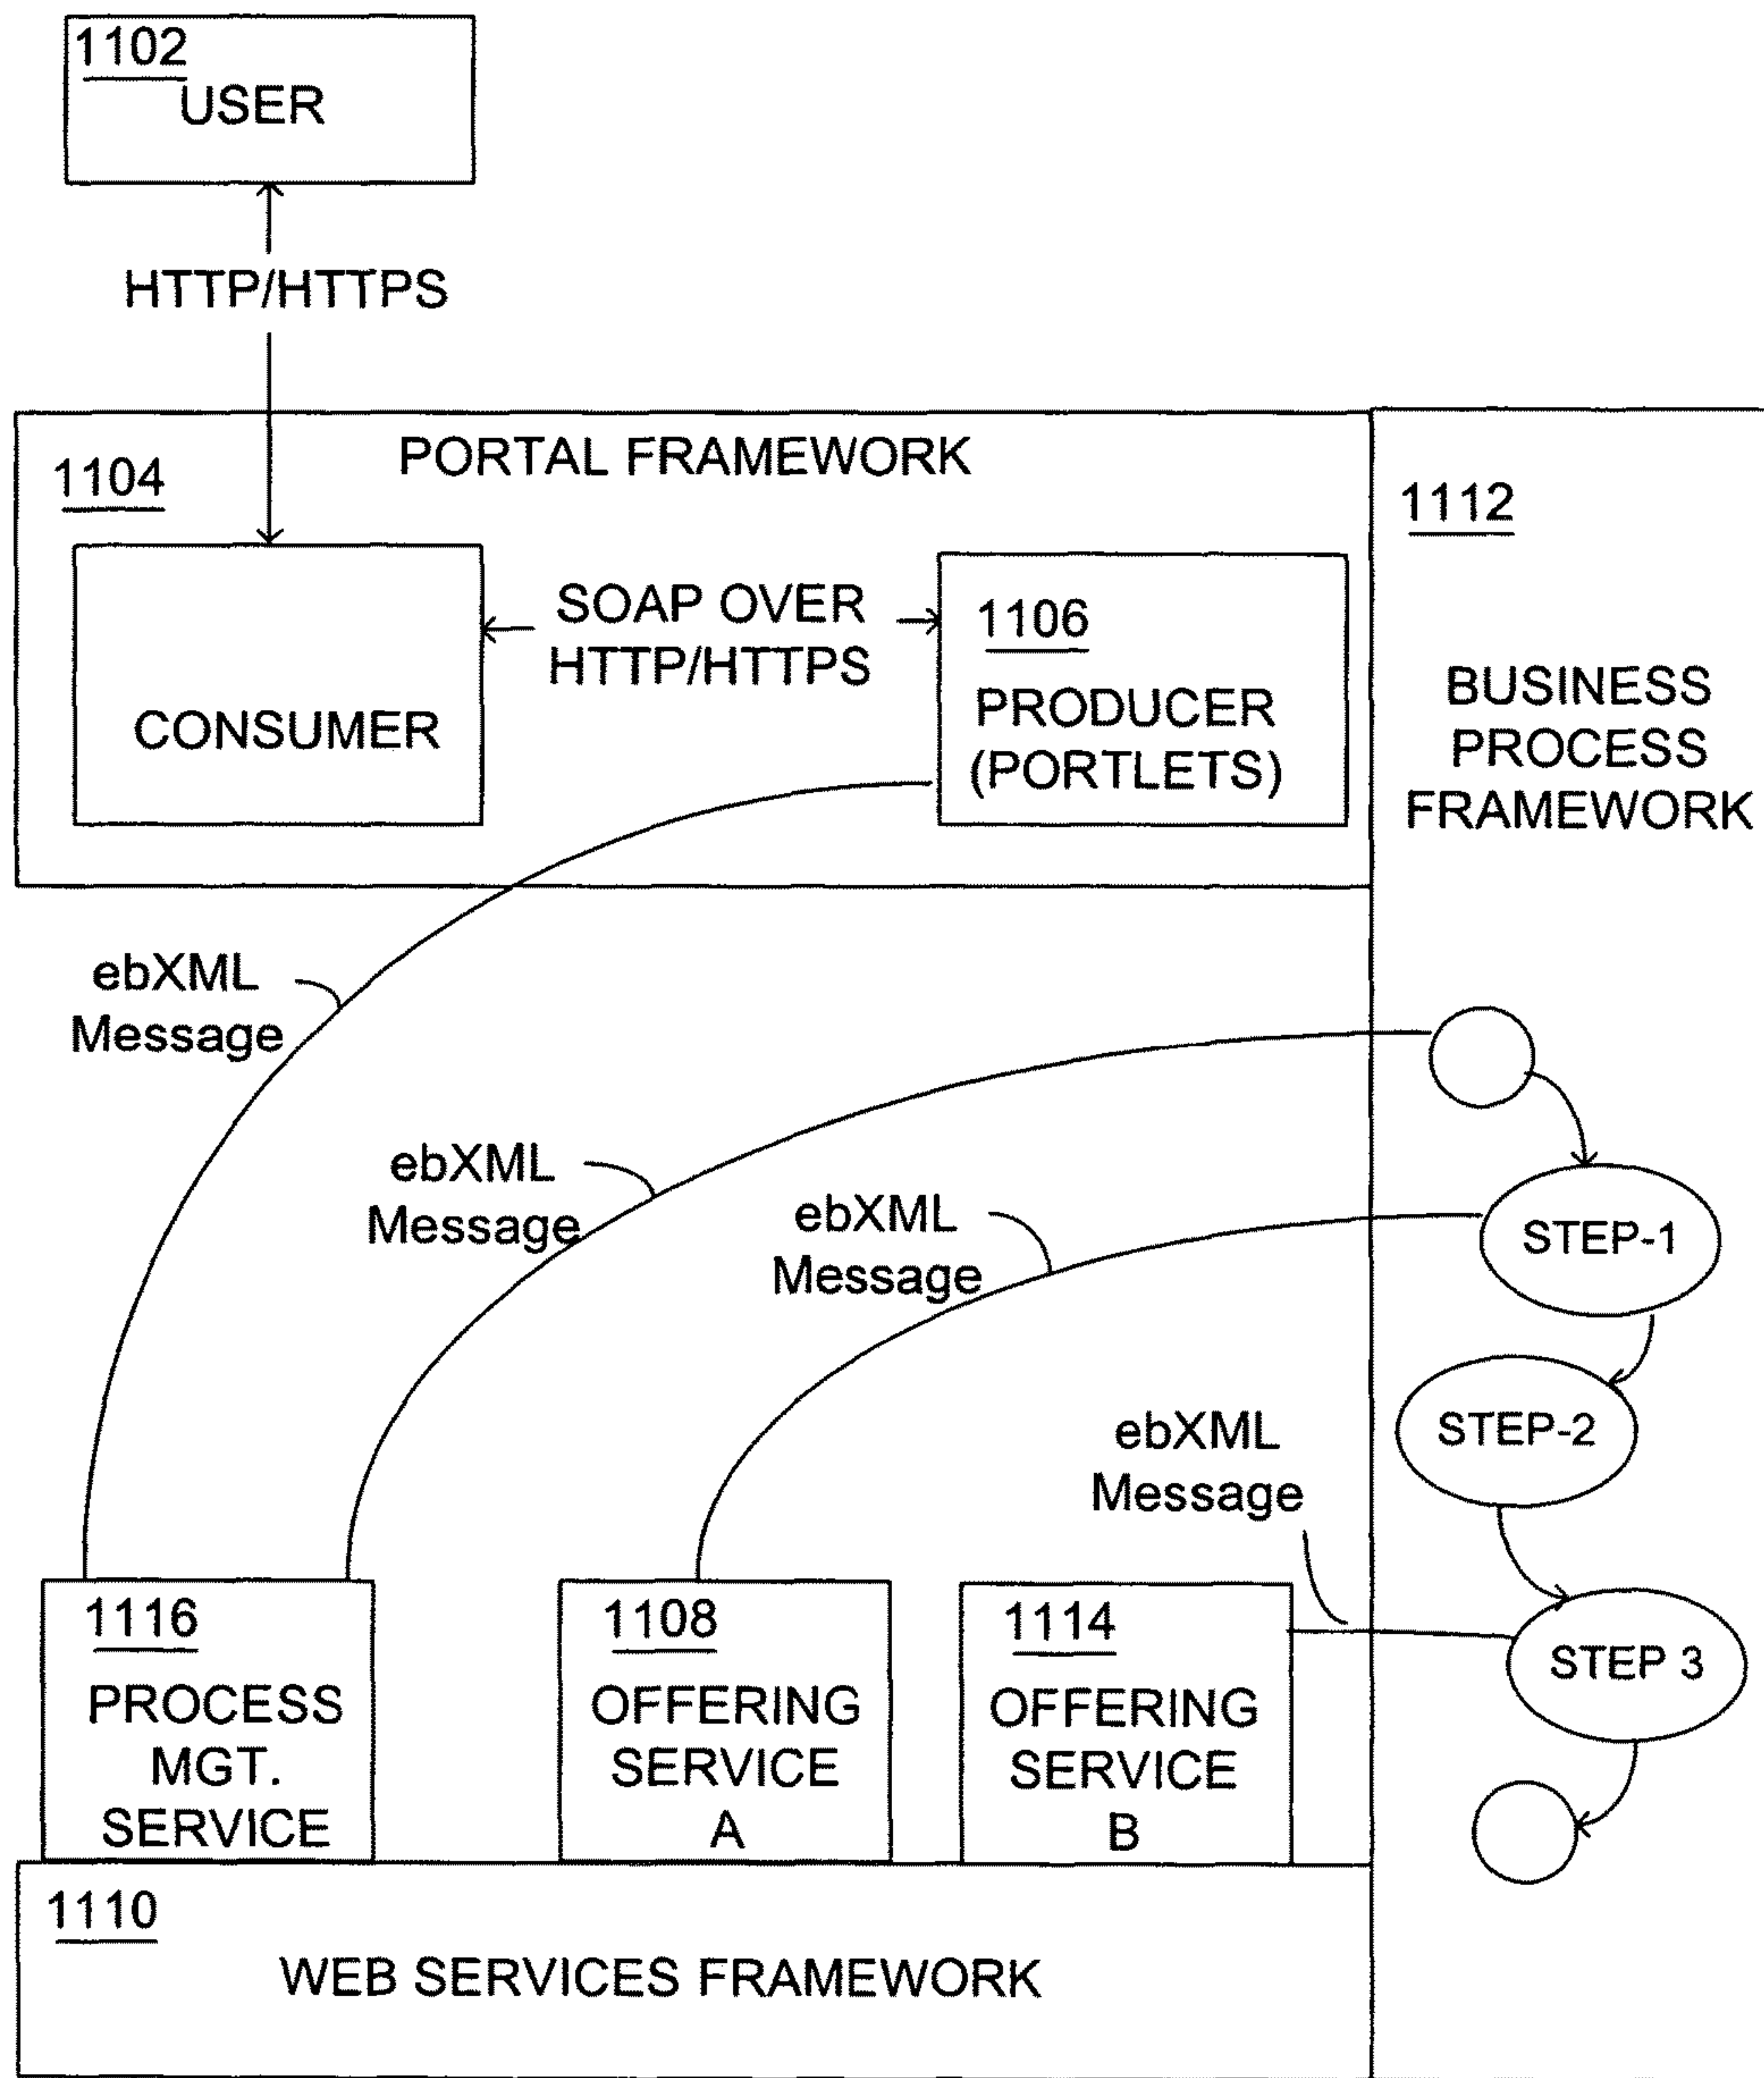 1102
USER
HTTP/HTTPS
PORTAL FRAMEWORK
1104
CONSUMER
SOAP OVER
HTTP/HTTPS
1106
PRODUCER
(PORTLETS)
1112
BUSINESS
PROCESS
FRAMEWORK
ebXML
Message
ebXML
Message
ebXML
Message
ebXML
Message
STEP-1
STEP-2
STEP 3
1116
PROCESS
MGT.
SERVICE
1108
OFFERING
SERVICE
A
1114
OFFERING
SERVICE
B
1110
WEB SERVICES FRAMEWORK